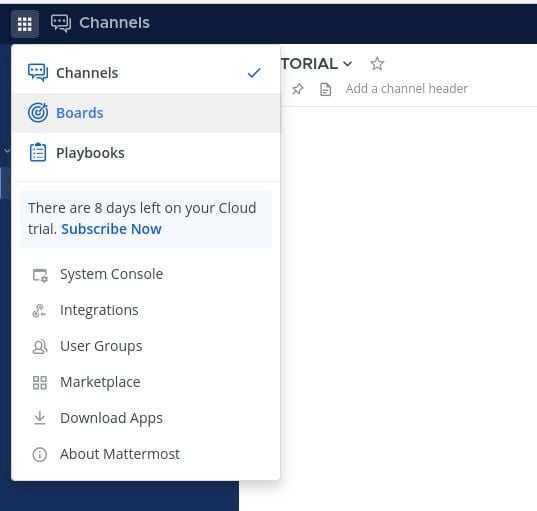 Channels
Channels
Boards
Playbooks
There are 8 days left on your Cloud
trial. Subscribe Now
System Console
Integrations
User Groups
Marketplace
Download Apps
About Mattermost
TORIAL
Add a channel header